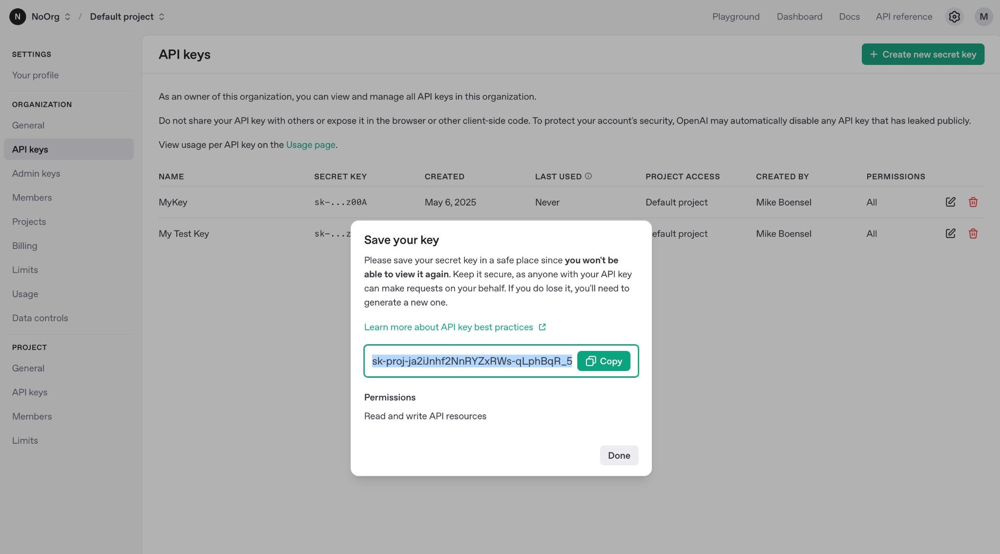 N NoOrg / Default project
Playground Dashboard Docs API reference M
SETTINGS
Your profile
ORGANIZATION
General
API keys
Admin keys
Members
Projects
Billing
Limits
Usage
Data controls
PROJECT
General
API keys
Members
Limits
API keys
+ Create new secret key
As an owner of this organization, you can view and manage all API keys in this organization.
Do not share your API key with others or expose it in the browser or other client-side code. To protect your account's security, OpenAI may automatically disable any API key that has leaked publicly.
View usage per API key on the Usage page.
NAME SECRET KEY CREATED LAST USED PROJECT ACCESS CREATED BY PERMISSIONS
MyKey sk-...z00A May 6, 2025 Never Default project Mike Boensel All
My Test Key sk-...z efault project Mike Boensel All
Save your key
Please save your secret key in a safe place since you won't be
able to view it again. Keep it secure, as anyone with your API key
can make requests on your behalf. If you do lose it, you'll need to
generate a new one.
Learn more about API key best practices
sk-proj-ja2iJnhf2NnRYZxRWs-qLphBqR_5 Copy
Permissions
Read and write API resources
Done